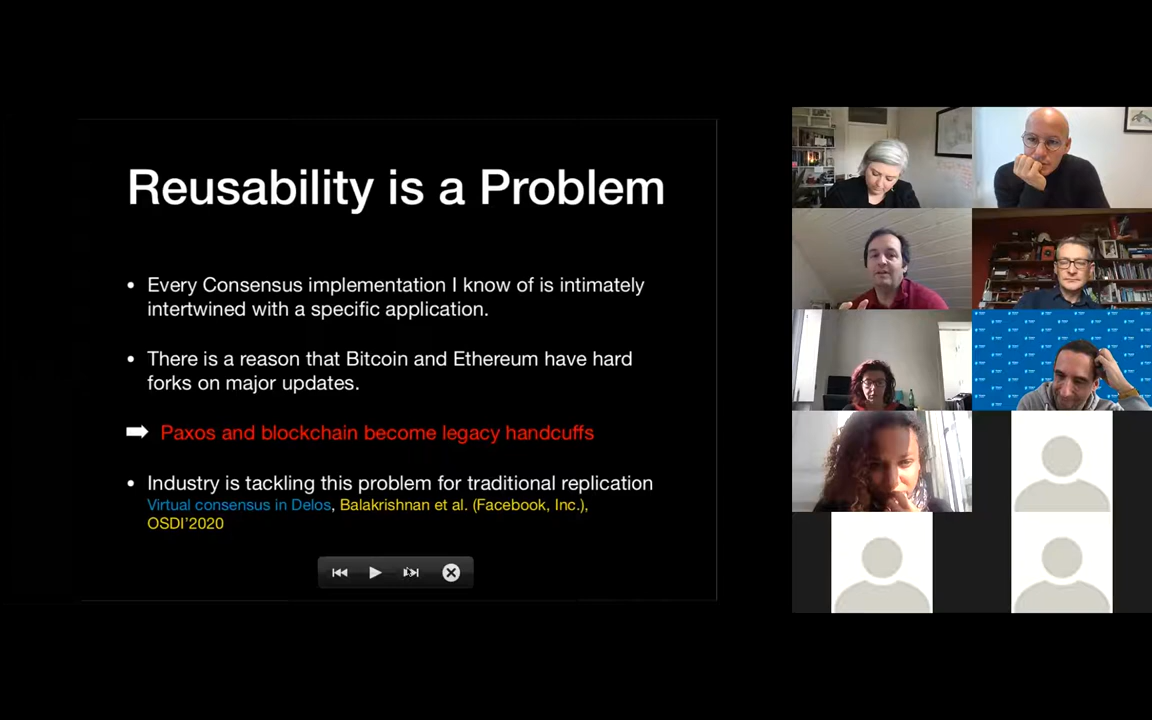 Reusability is a Problem
• Every Consensus implementation I know of is intimately
intertwined with a specific application.
• There is a reason that Bitcoin and Ethereum have hard
forks on major updates.
Paxos and blockchain become legacy handcuffs
• Industry is tackling this problem for traditional replication
Virtual consensus in Delos, Balakrishnan et al. (Facebook, Inc.),
OSDI'2020